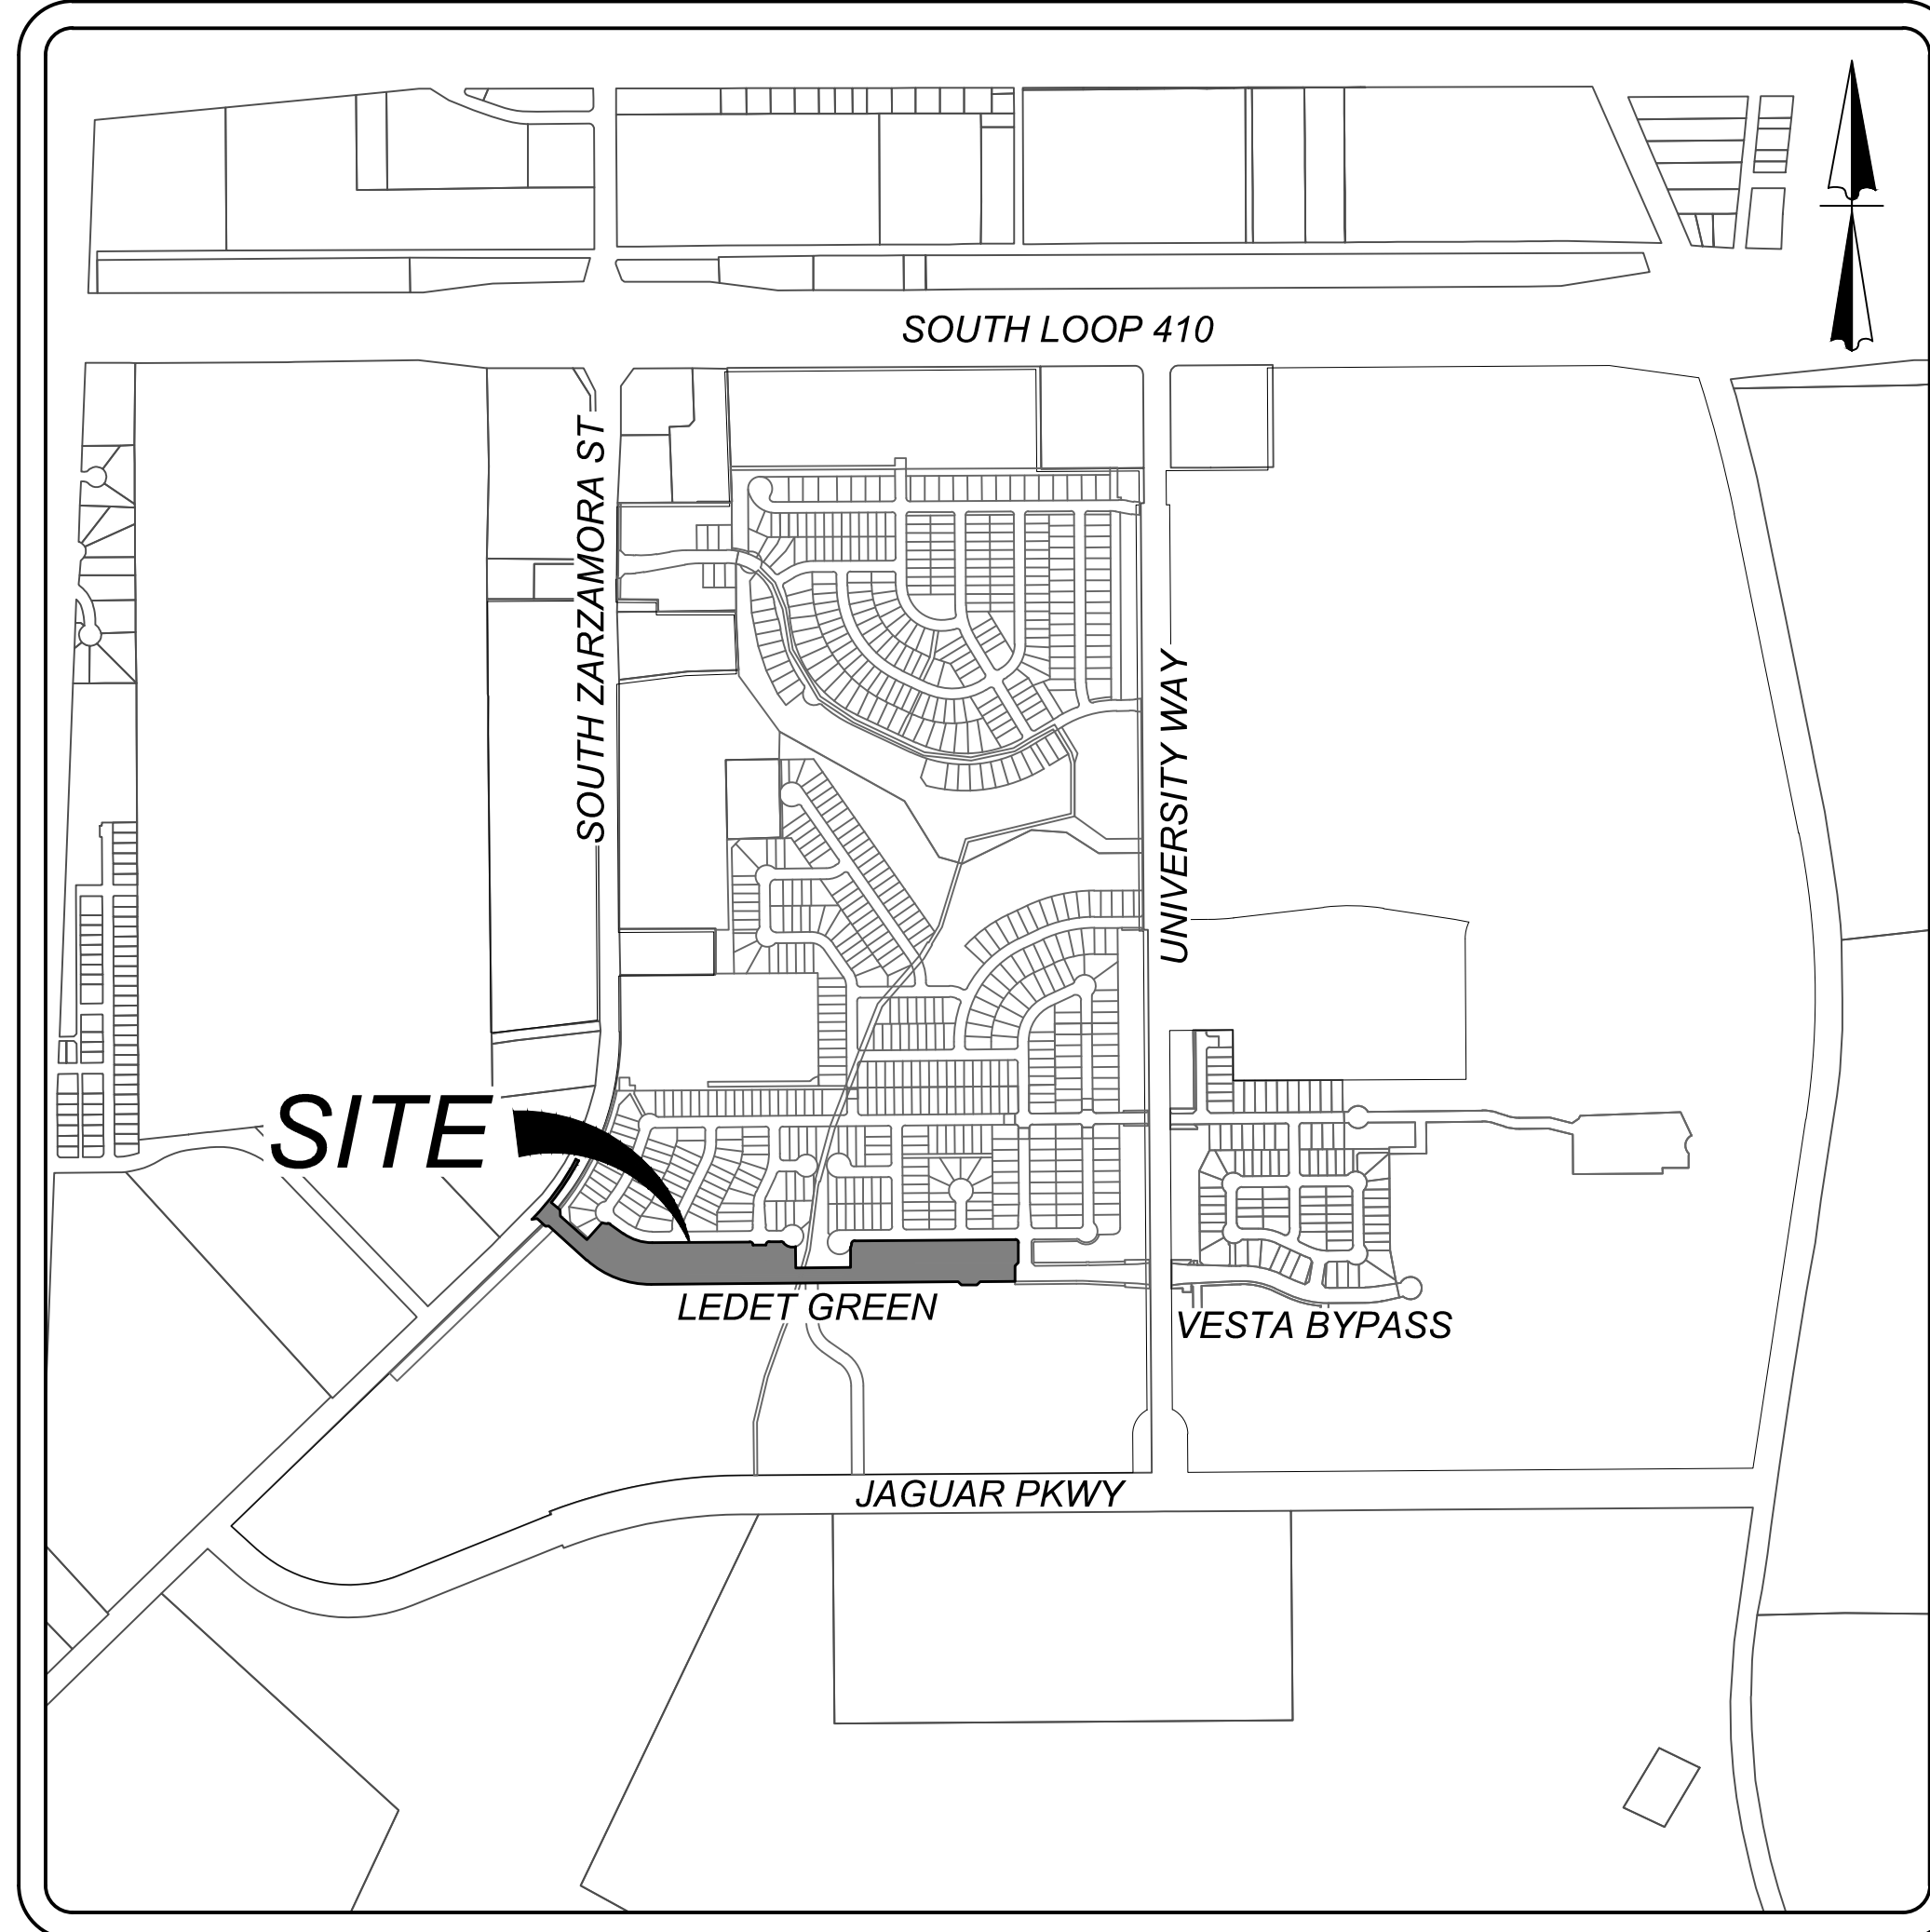 SOUTH LOOP 410
SOUTH ZARZAMORA ST
UNIVERSITY WAY
SITE
LEDET GREEN
VESTA BYPASS
JAGUAR PKWY